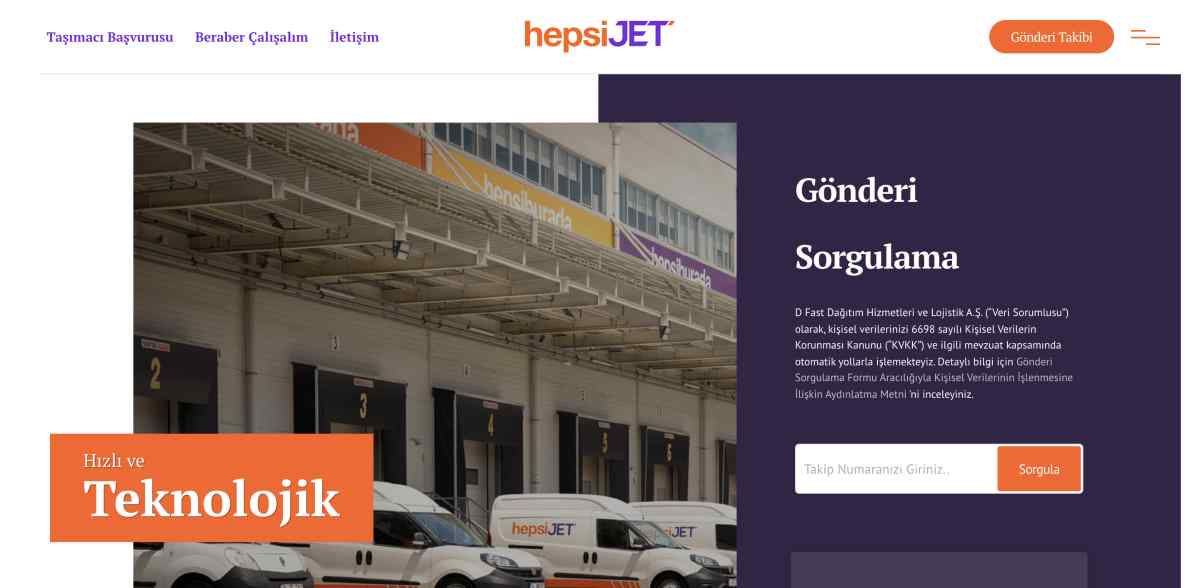 Taşımacı Başvurusu
Beraber Çalışalım
İletişim
hepsiJET
Gönderi Takibi
hepsiburada
hepsiburada
2
3
3
4
5
6
hepsiJET
hepsiJET
Hızlı ve
Teknolojik
Gönderi
Sorgulama
D Fast Dağıtım Hizmetleri ve Lojistik A.Ş. ("Veri Sorumlusu")
olarak, kişisel verilerinizi 6698 sayılı Kişisel Verilerin
Korunması Kanunu ("KVKK") ve ilgili mevzuat kapsamında
otomatik yollarla işlemekteyiz. Detaylı bilgi için Gönderi
Sorgulama Formu Aracılığıyla Kişisel Verilerinin İşlenmesine
İlişkin Aydınlatma Metni 'ni inceleyiniz.
Takip Numaranızı Giriniz..
Sorgula